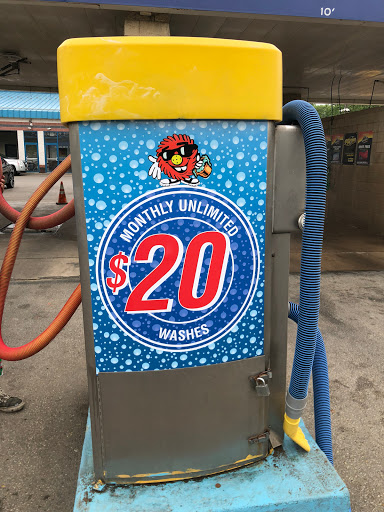 10'
MONTHLY UNLIMITED
$20
WASHES